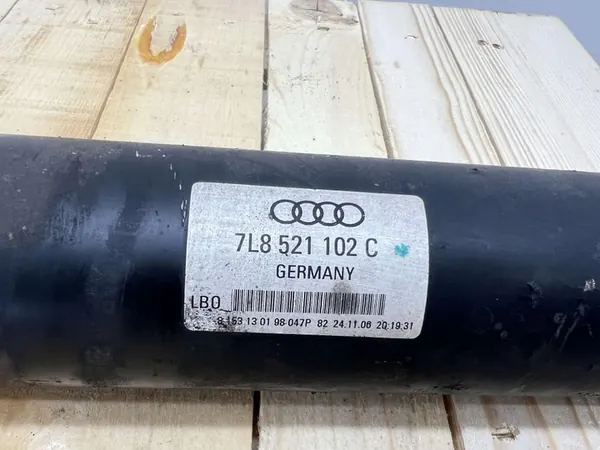 7L8 521 102 C
GERMANY
LBO
8 153 13 01 98 047P 82 24.11.06 20:19:31